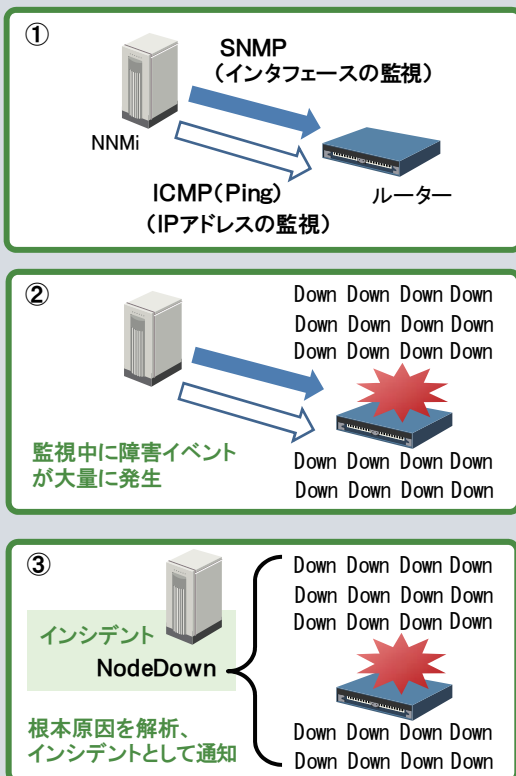 ①
SNMP
（インタフェースの監視）
NNMi
ICMP（Ping）
（IPアドレスの監視）
ルーター
②
Down Down Down Down
Down Down Down Down
Down Down Down Down
監視中に障害イベント
が大量に発生
Down Down Down Down
Down Down Down Down
③
Down Down Down Down
Down Down Down Down
Down Down Down Down
インシデント
NodeDown
根本原因を解析、
インシデントとして通知
Down Down Down Down
Down Down Down Down